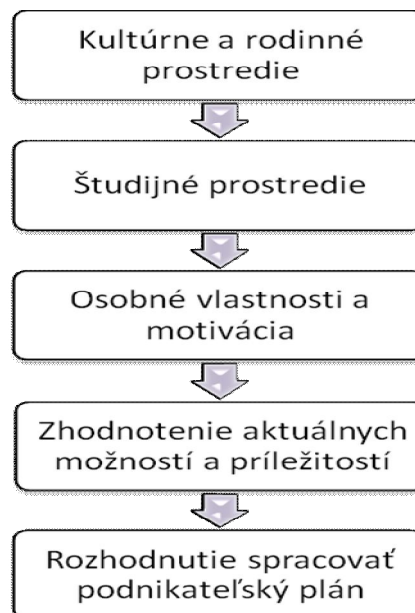 Kultúrne a rodinné
prostredie
Študijné prostredie
Osobné vlastnosti a
motivácia
Zhodnotenie aktuálnych
možností a príležitostí
Rozhodnutie spracovať
podnikateľský plán